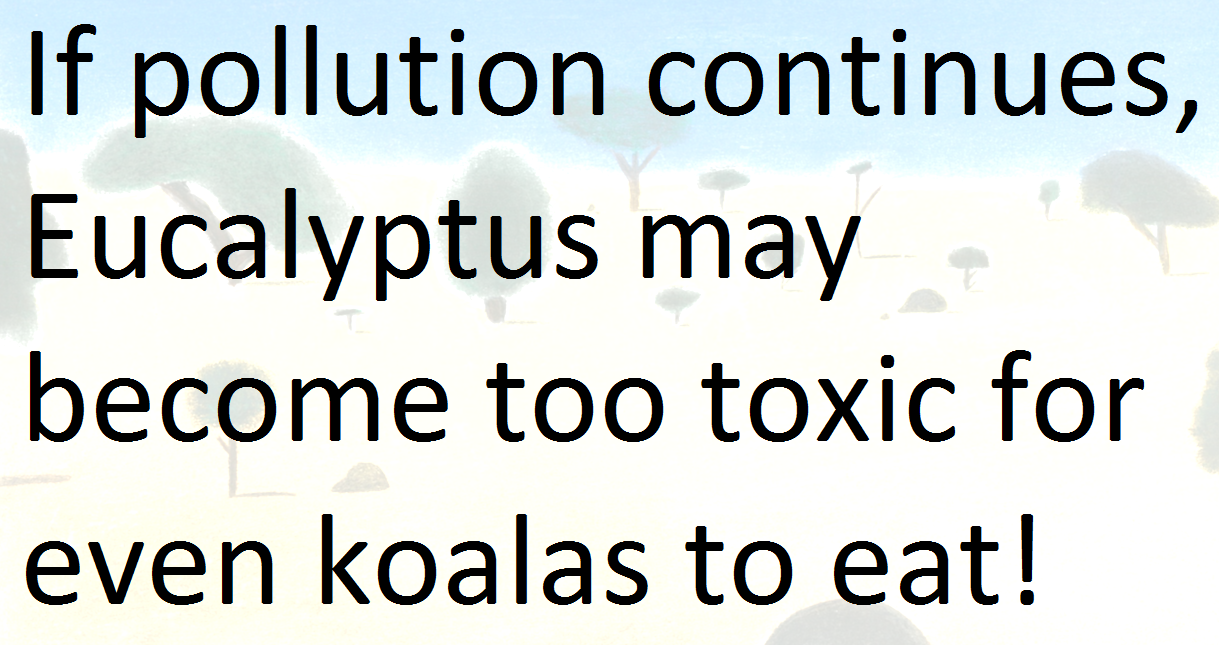 If pollution continues,
Eucalyptus may
become too toxic for
even koalas to eat!